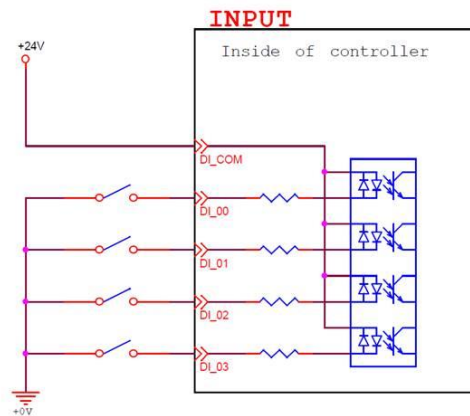 INPUT
+24V
Inside of controller
DI_COM
DI_00
DI_01
DI_02
DI_03
+0V